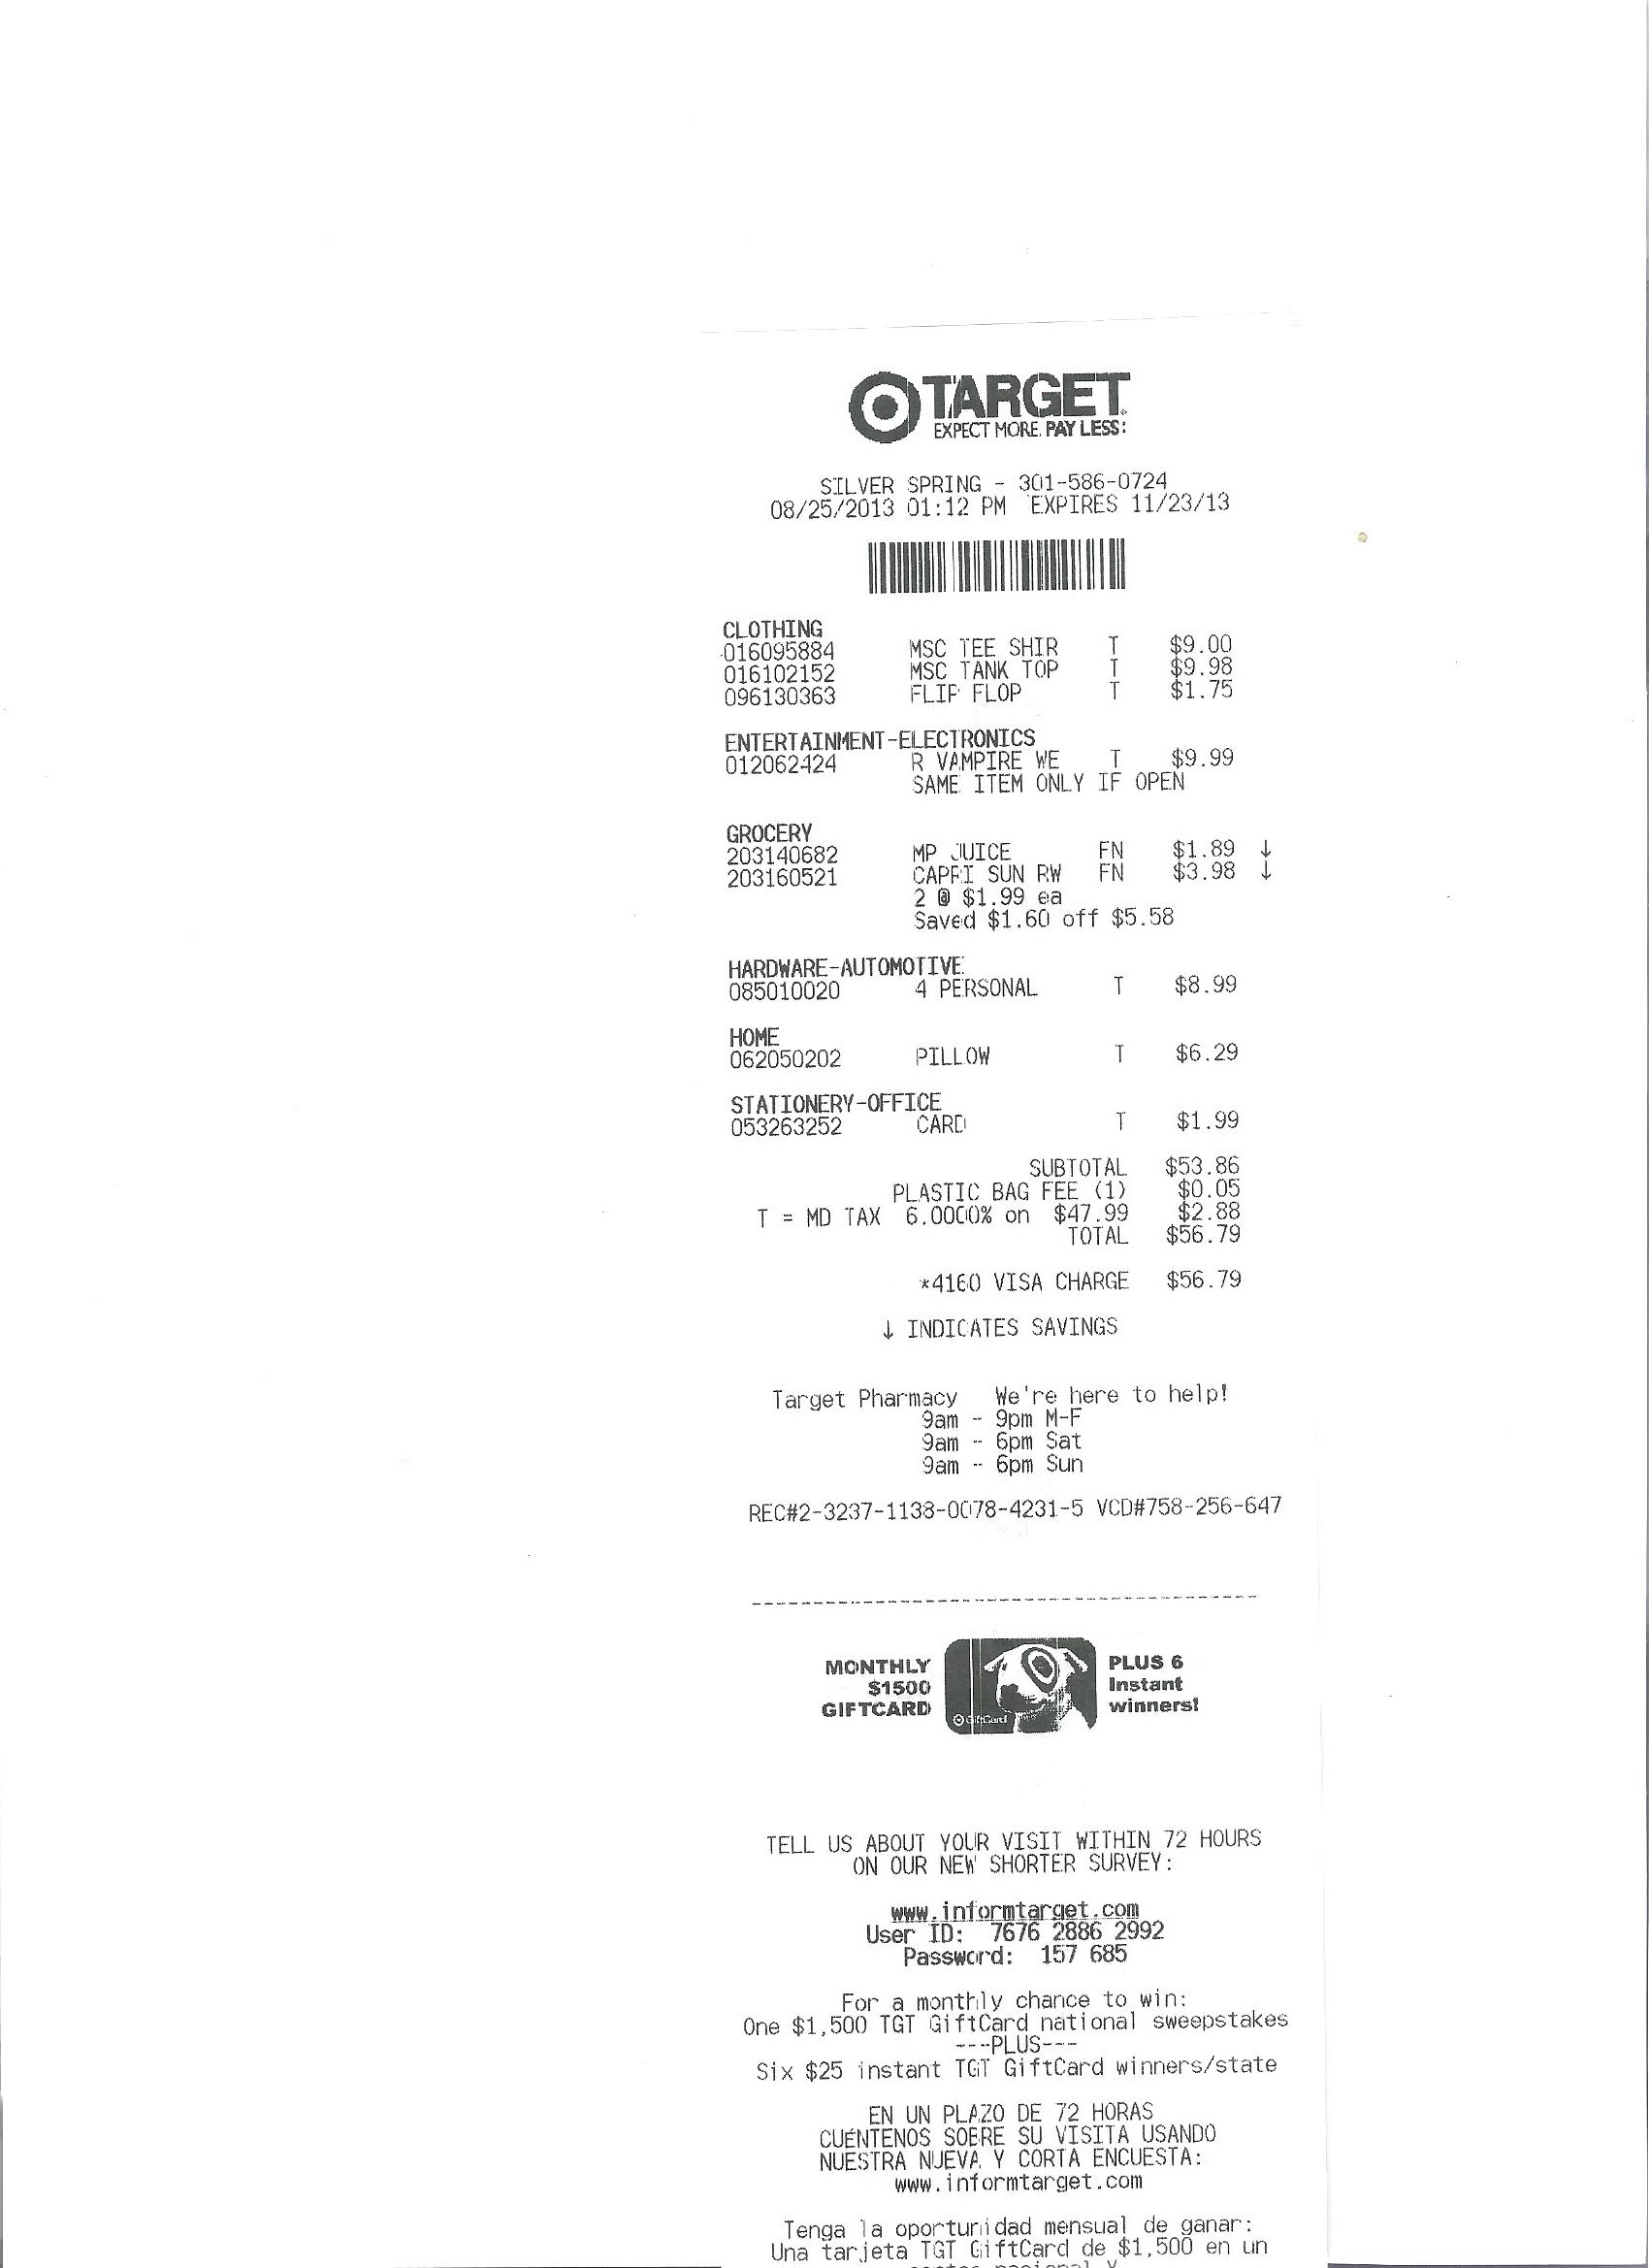 TARGET
EXPECT MORE. PAY LESS.
SILVER SPRING - 301-586-0724
08/25/2013 01:12 PM EXPIRES 11/23/13
CLOTHING
016095884 MSC TEE SHIR T $9.00
016102152 MSC TANK TOP T $9.98
096130363 FLIP FLOP T $1.75
ENTERTAINMENT-ELECTRONICS
012062424 R VAMPIRE WE T $9.99
SAME ITEM ONLY IF OPEN
GROCERY
203140682 MP JUICE FN $1.89 ↓
203160521 CAPRI SUN RW FN $3.98 ↓
2 @ $1.99 ea
Saved $1.60 off $5.58
HARDWARE-AUTOMOTIVE
085010020 4 PERSONAL T $8.99
HOME
062050202 PILLOW T $6.29
STATIONERY-OFFICE
053263252 CARD T $1.99
SUBTOTAL $53.86
PLASTIC BAG FEE (1) $0.05
T = MD TAX 6.0000% on $47.99 $2.88
TOTAL $56.79
*4160 VISA CHARGE $56.79
↓ INDICATES SAVINGS
Target Pharmacy We're here to help!
9am - 9pm M-F
9am - 6pm Sat
9am - 6pm Sun
REC#2-3237-1138-0078-4231-5 VCD#758-256-647
MONTHLY
$1500
GIFTCARD
GiftCard
PLUS 6
Instant
winners!
TELL US ABOUT YOUR VISIT WITHIN 72 HOURS
ON OUR NEW SHORTER SURVEY:
www.informtarget.com
User ID: 7676 2886 2992
Password: 157 685
For a monthly chance to win:
One $1,500 TGT GiftCard national sweepstakes
---PLUS---
Six $25 instant TGT GiftCard winners/state
EN UN PLAZO DE 72 HORAS
CUÉNTENOS SOBRE SU VISITA USANDO
NUESTRA NUEVA Y CORTA ENCUESTA:
www.informtarget.com
Tenga la oportunidad mensual de ganar:
Una tarjeta TGT GiftCard de $1,500 en un